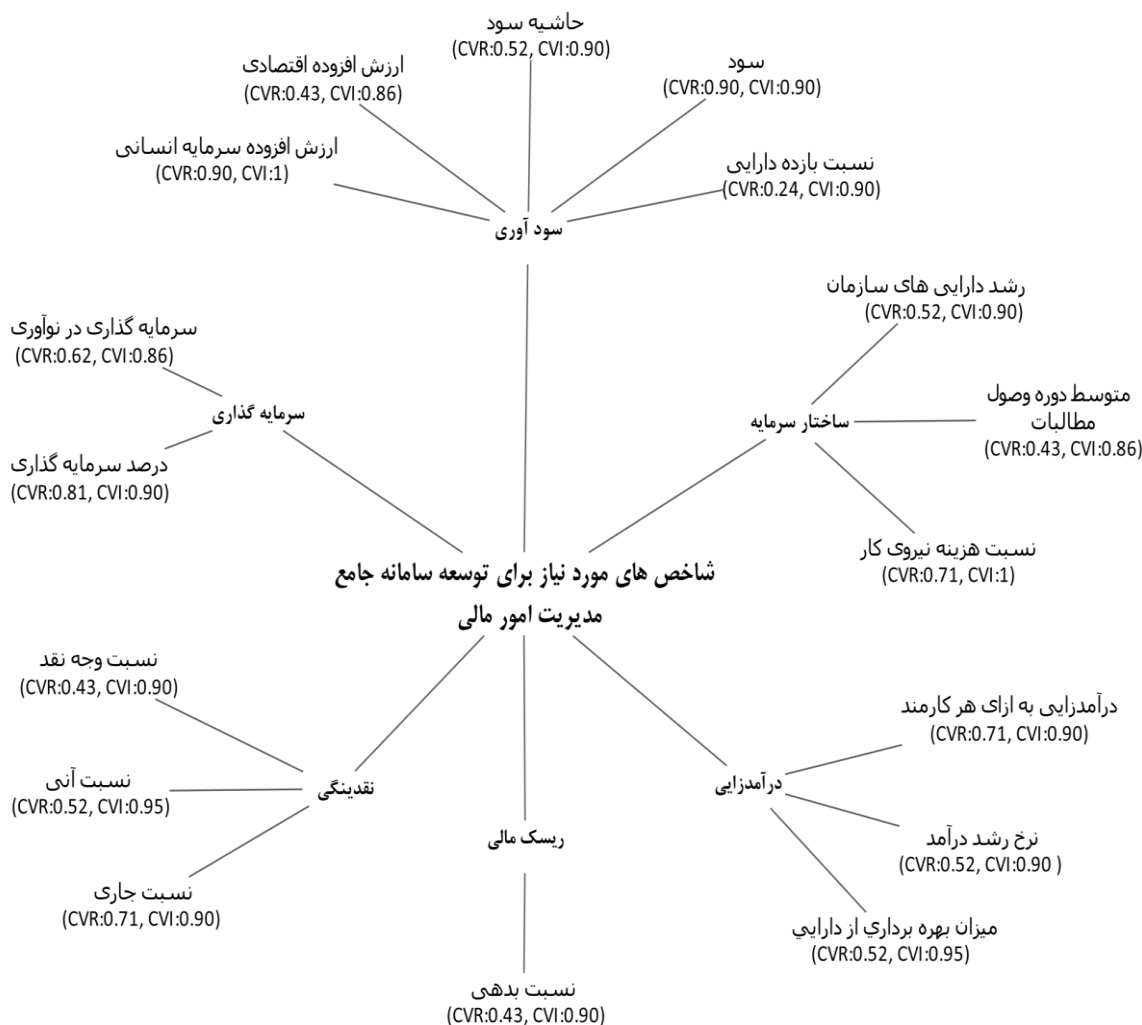 حاشیه سود
(CVR:0.52, CVI:0.90)
سود
(CVR:0.90, CVI:0.90)
ارزش افزوده اقتصادی
(CVR:0.43, CVI:0.86)
ارزش افزوده سرمایه انسانی
(CVR:0.90, CVI:1)
نسبت بازده دارایی
(CVR:0.24, CVI:0.90)
سود آوری
رشد دارایی های سازمان
(CVR:0.52, CVI:0.90)
متوسط دوره وصول
مطالبات
(CVR:0.43, CVI:0.86)
ساختار سرمایه
نسبت هزینه نیروی کار
(CVR:0.71, CVI:1)
سرمایه گذاری در نوآوری
(CVR:0.62, CVI:0.86)
سرمایه گذاری
درصد سرمایه گذاری
(CVR:0.81, CVI:0.90)
شاخص های مورد نیاز برای توسعه سامانه جامع
مدیریت امور مالی
درآمدزایی به ازای هر کارمند
(CVR:0.71, CVI:0.90)
درآمدزایی
نرخ رشد درآمد
(CVR:0.52, CVI:0.90 )
میزان بهره برداري از دارايي
(CVR:0.52, CVI:0.95)
نسبت وجه نقد
(CVR:0.43, CVI:0.90)
نسبت آنی
(CVR:0.52, CVI:0.95)
نقدینگی
نسبت جاری
(CVR:0.71, CVI:0.90)
ریسک مالی
نسبت بدهی
(CVR:0.43, CVI:0.90)